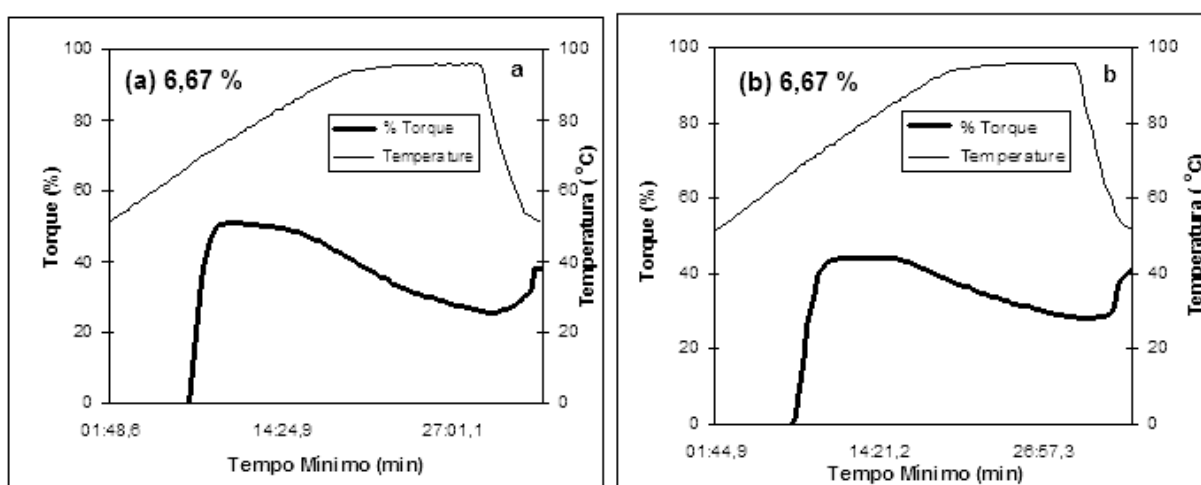 (a) 6,67 %
a
% Torque
Temperature
100
80
60
40
20
0
Torque (%)
100
80
60
40
20
0
Temperatura ( °C)
01:48,6 14:24,9 27:01,1
Tempo Mínimo (min)
(b) 6,67 %
b
% Torque
Temperature
100
80
60
40
20
0
Torque (%)
100
80
60
40
20
0
Temperatura ( °C)
01:44,9 14:21,2 26:57,3
Tempo Mínimo (min)